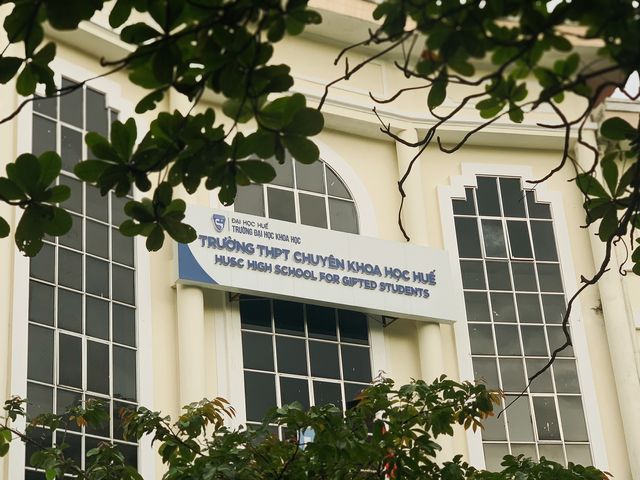 ĐẠI HỌC HUẾ
TRƯỜNG ĐẠI HỌC KHOA HỌC
TRƯỜNG THPT CHUYÊN KHOA HỌC HUẾ
HUSC HIGH SCHOOL FOR GIFTED STUDENTS